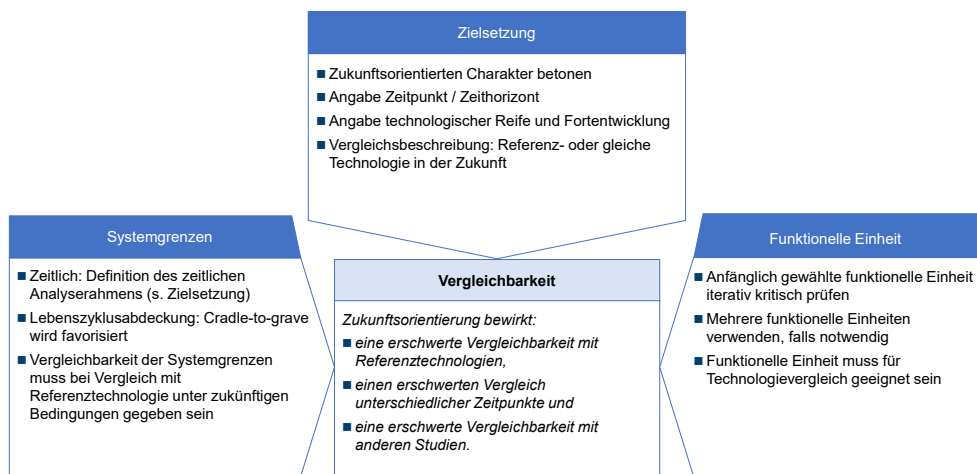 Zielsetzung
■ Zukunftsorientierten Charakter betonen
■ Angabe Zeitpunkt / Zeithorizont
■ Angabe technologischer Reife und Fortentwicklung
■ Vergleichsbeschreibung: Referenz- oder gleiche
Technologie in der Zukunft
Systemgrenzen
■ Zeitlich: Definition des zeitlichen
Analyserahmens (s. Zielsetzung)
■ Lebenszyklusabdeckung: Cradle-to-grave
wird favorisiert
■ Vergleichbarkeit der Systemgrenzen
muss bei Vergleich mit
Referenztechnologie unter zukünftigen
Bedingungen gegeben sein
Vergleichbarkeit
Zukunftsorientierung bewirkt:
■ eine erschwerte Vergleichbarkeit mit
Referenztechnologien,
■ einen erschwerten Vergleich
unterschiedlicher Zeitpunkte und
■ eine erschwerte Vergleichbarkeit mit
anderen Studien.
Funktionelle Einheit
■ Anfänglich gewählte funktionelle Einheit
iterativ kritisch prüfen
■ Mehrere funktionelle Einheiten
verwenden, falls notwendig
■ Funktionelle Einheit muss für
Technologievergleich geeignet sein